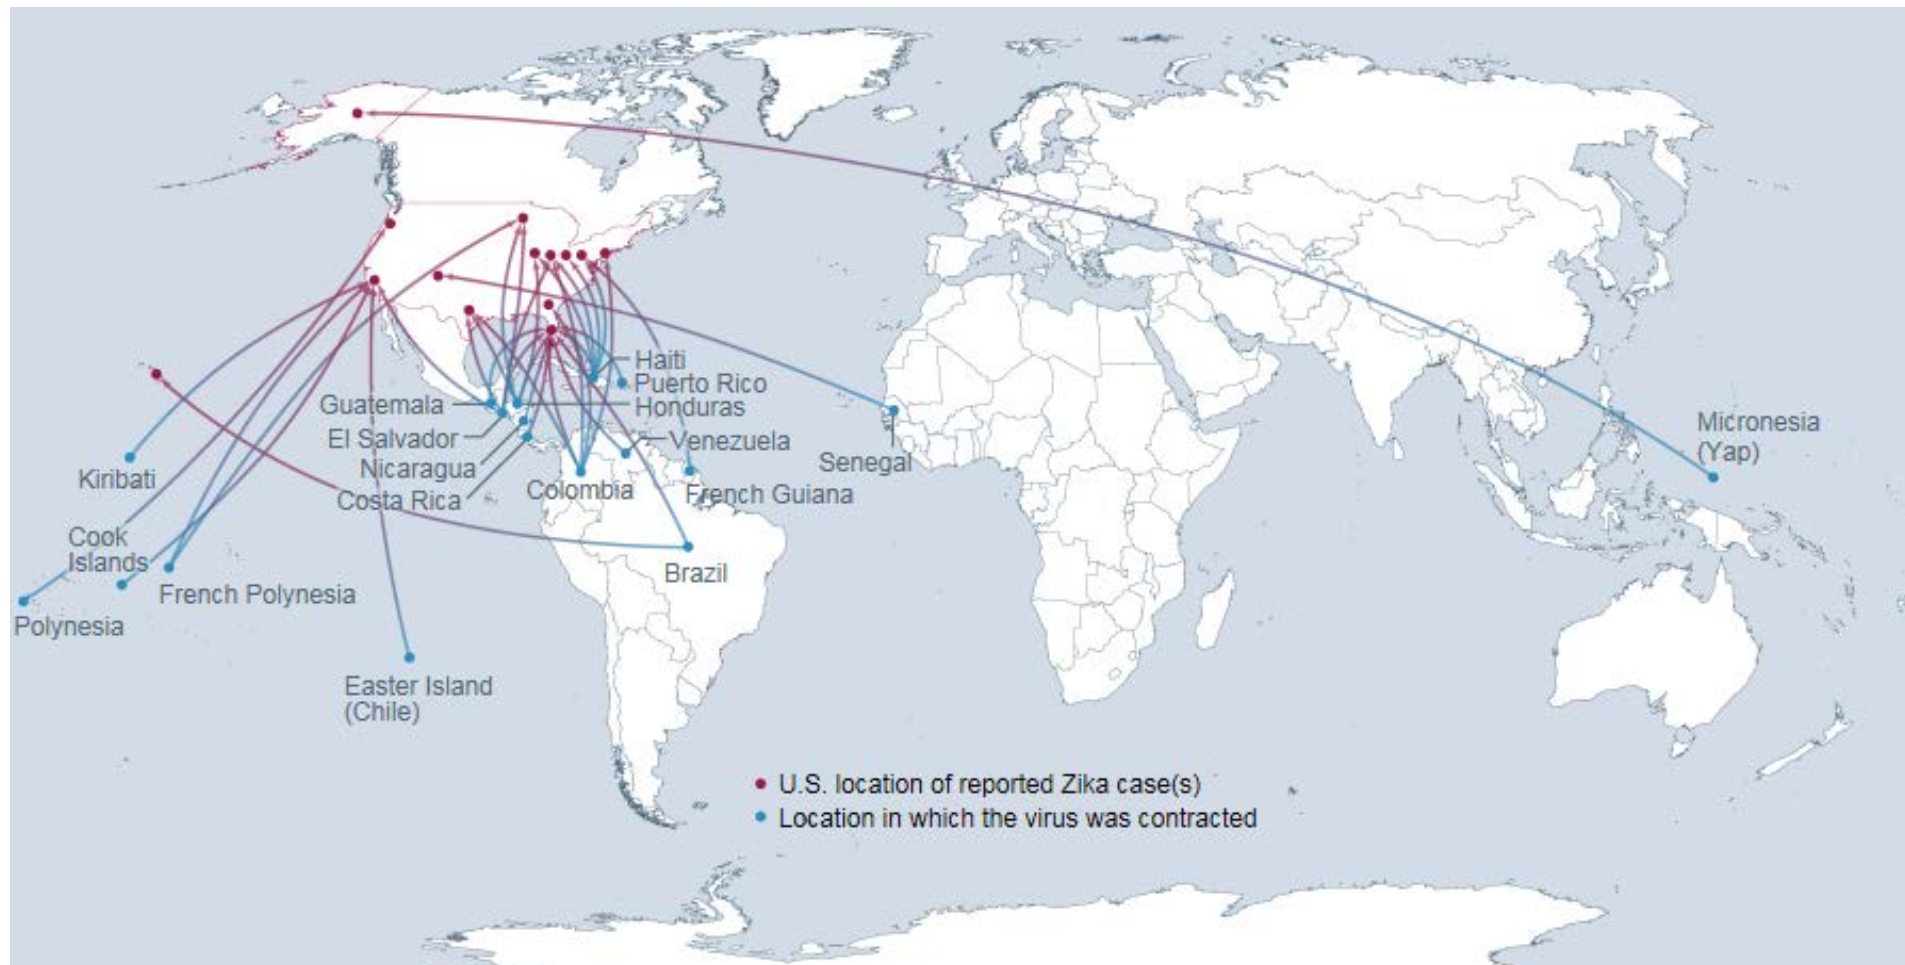 Haiti
Puerto Rico
Guatemala
Honduras
El Salvador
Venezuela
Micronesia
(Yap)
Nicaragua
Senegal
Kiribati
Costa Rica
Colombia
French Guiana
Cook
Islands
Brazil
French Polynesia
Polynesia
Easter Island
(Chile)
U.S. location of reported Zika case(s)
Location in which the virus was contracted